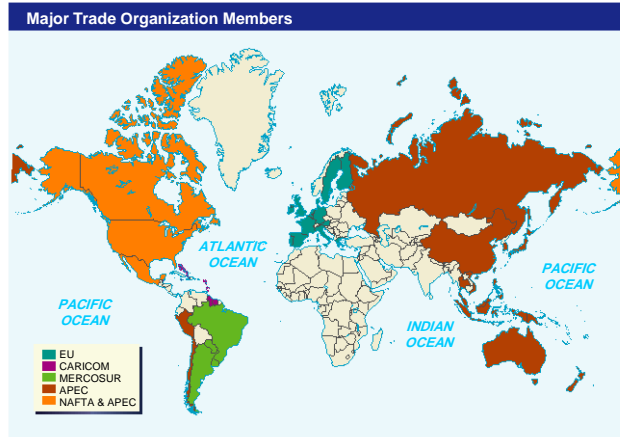 Major Trade Organization Members
ATLANTIC
OCEAN
PACIFIC
OCEAN
PACIFIC
OCEAN
INDIAN
OCEAN
EU
CARICOM
MERCOSUR
APEC
NAFTA & APEC